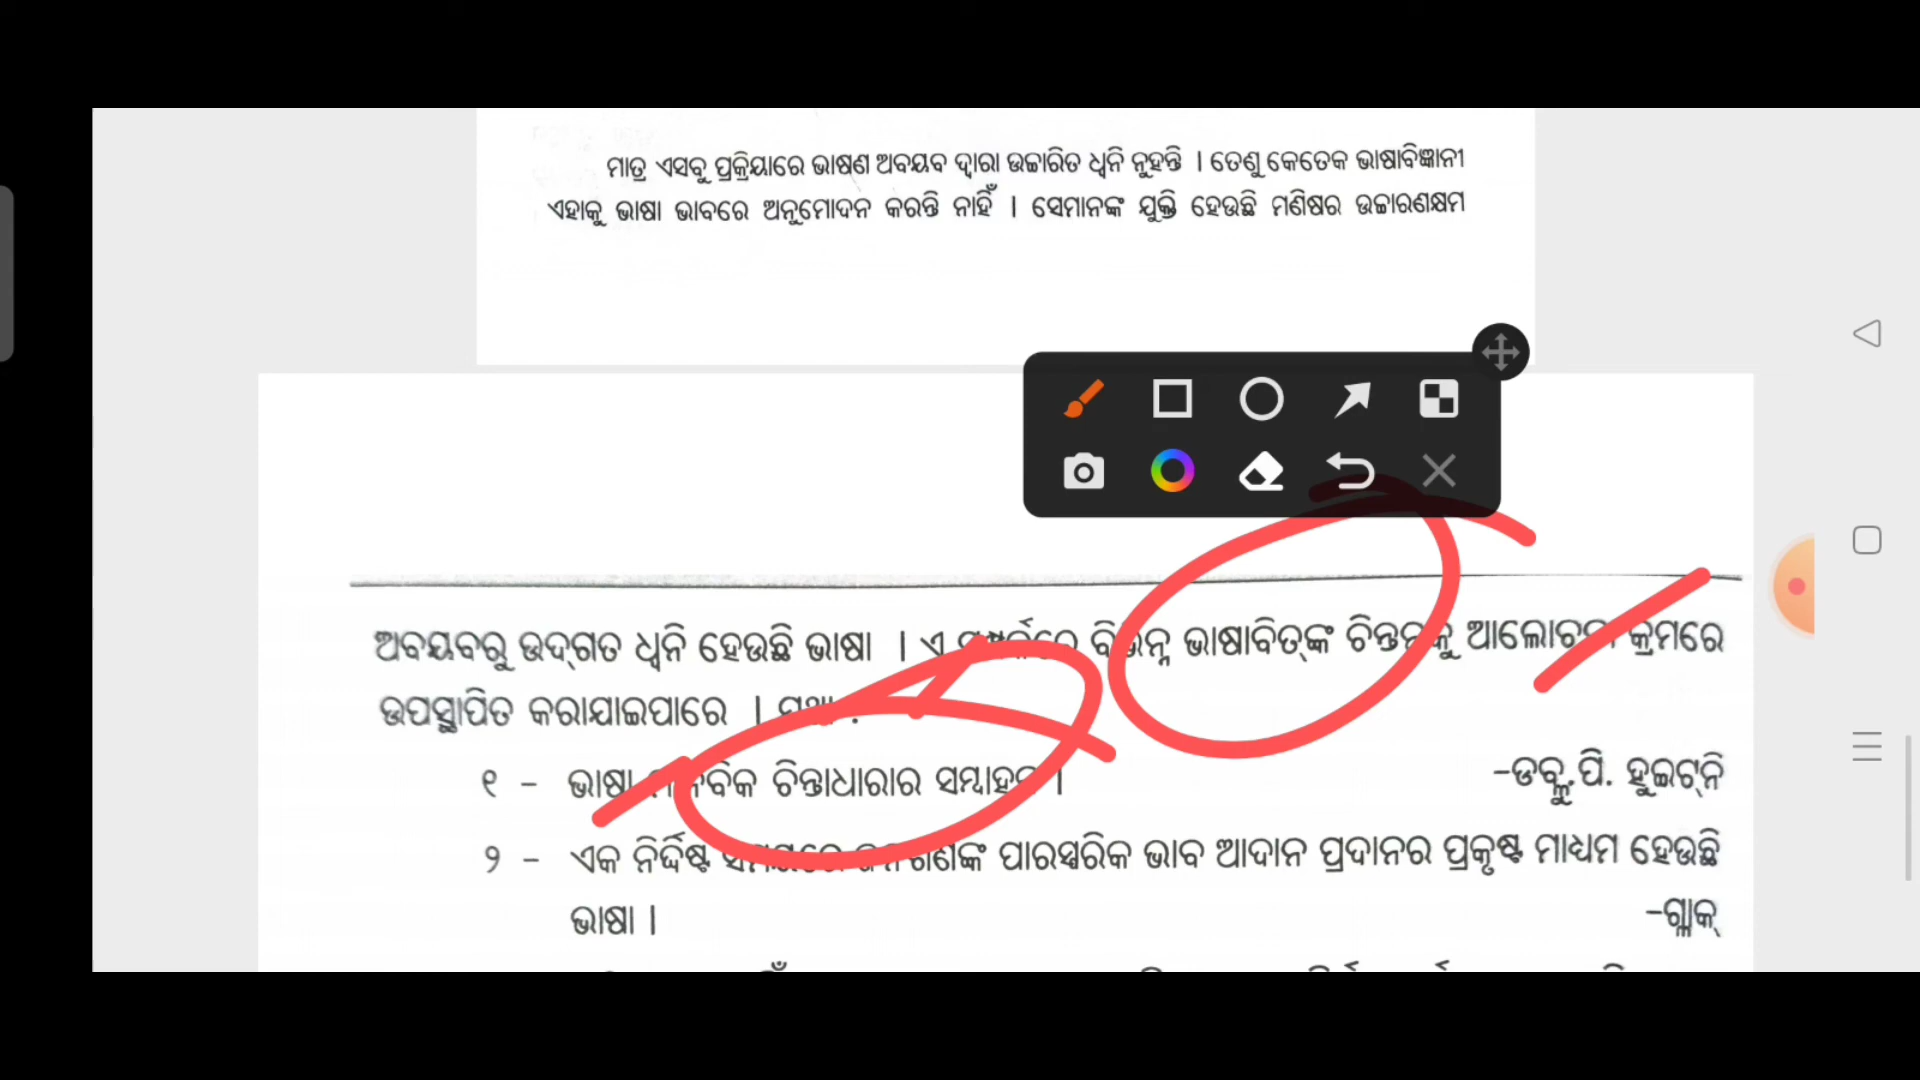 ମାତ୍ର ଏସବୁ ପ୍ରକ୍ରିୟାରେ ଭାଷଣ ଅବୟବ ଦ୍ୱାରା ଉଚ୍ଚାରିତ ଧ୍ୱନି ନୁହନ୍ତି । ତେଣୁ କେତେକ ଭାଷାବିଜ୍ଞାନୀ
ଏହାକୁ ଭାଷା ଭାବରେ ଅନୁମୋଦନ କରନ୍ତି ନାହିଁ । ସେମାନଙ୍କ ଯୁକ୍ତି ହେଉଛି ମଣିଷର ଉଚ୍ଚାରଣକ୍ଷମ
ଅବୟବରୁ ଉଦ୍‌ଗତ ଧ୍ୱନି ହେଉଛି ଭାଷା । ଏ ବିଭିନ୍ନ ଭାଷାବିତ୍‌ଙ୍କ ଚିନ୍ତନକୁ ଆଲୋଚନା କ୍ରମରେ
ଉପସ୍ଥାପିତ କରାଯାଇପାରେ ।
୧ - ଭାଷା ଚିନ୍ତାଧାରାର ।
-ଡବ୍ଲୁ.ପି. ହୁଇଟ୍‌ନି
୨ - ଏକ ନିର୍ଦ୍ଦିଷ୍ଟ ପାରସ୍ପରିକ ଭାବ ଆଦାନ ପ୍ରଦାନର ପ୍ରକୃଷ୍ଟ ମାଧ୍ୟମ ହେଉଛି
ଭାଷା ।
-ଗ୍ଲାକ୍